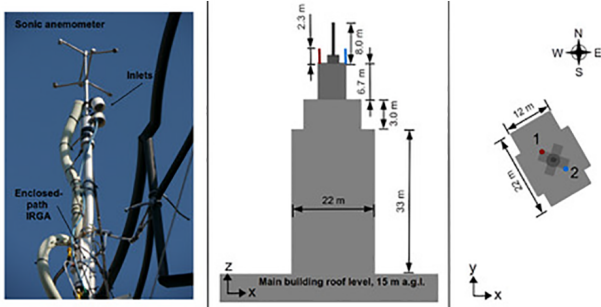 Sonic anemometer
Inlets
Enclosed-
path
IRGA
2.3 m
8.0 m
6.7 m
3.0 m
22 m
33 m
z
x
Main building roof level, 15 m a.g.l.
N
W
E
S
12 m
1
2
22 m
y
x